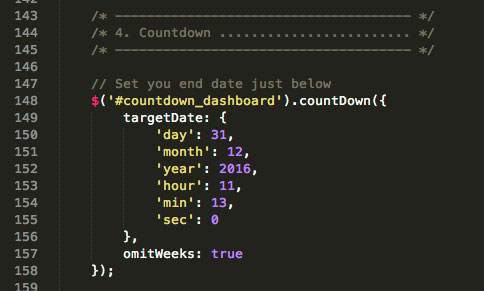 142
143 /* ––––––––––––––––––––––––––––––––––––– */
144 /* 4. Countdown ........................ */
145 /* ––––––––––––––––––––––––––––––––––––– */
146
147 // Set you end date just below
148 $('#countdown_dashboard').countDown({
149 targetDate: {
150 'day': 31,
151 'month': 12,
152 'year': 2016,
153 'hour': 11,
154 'min': 13,
155 'sec': 0
156 },
157 omitWeeks: true
158 });
159